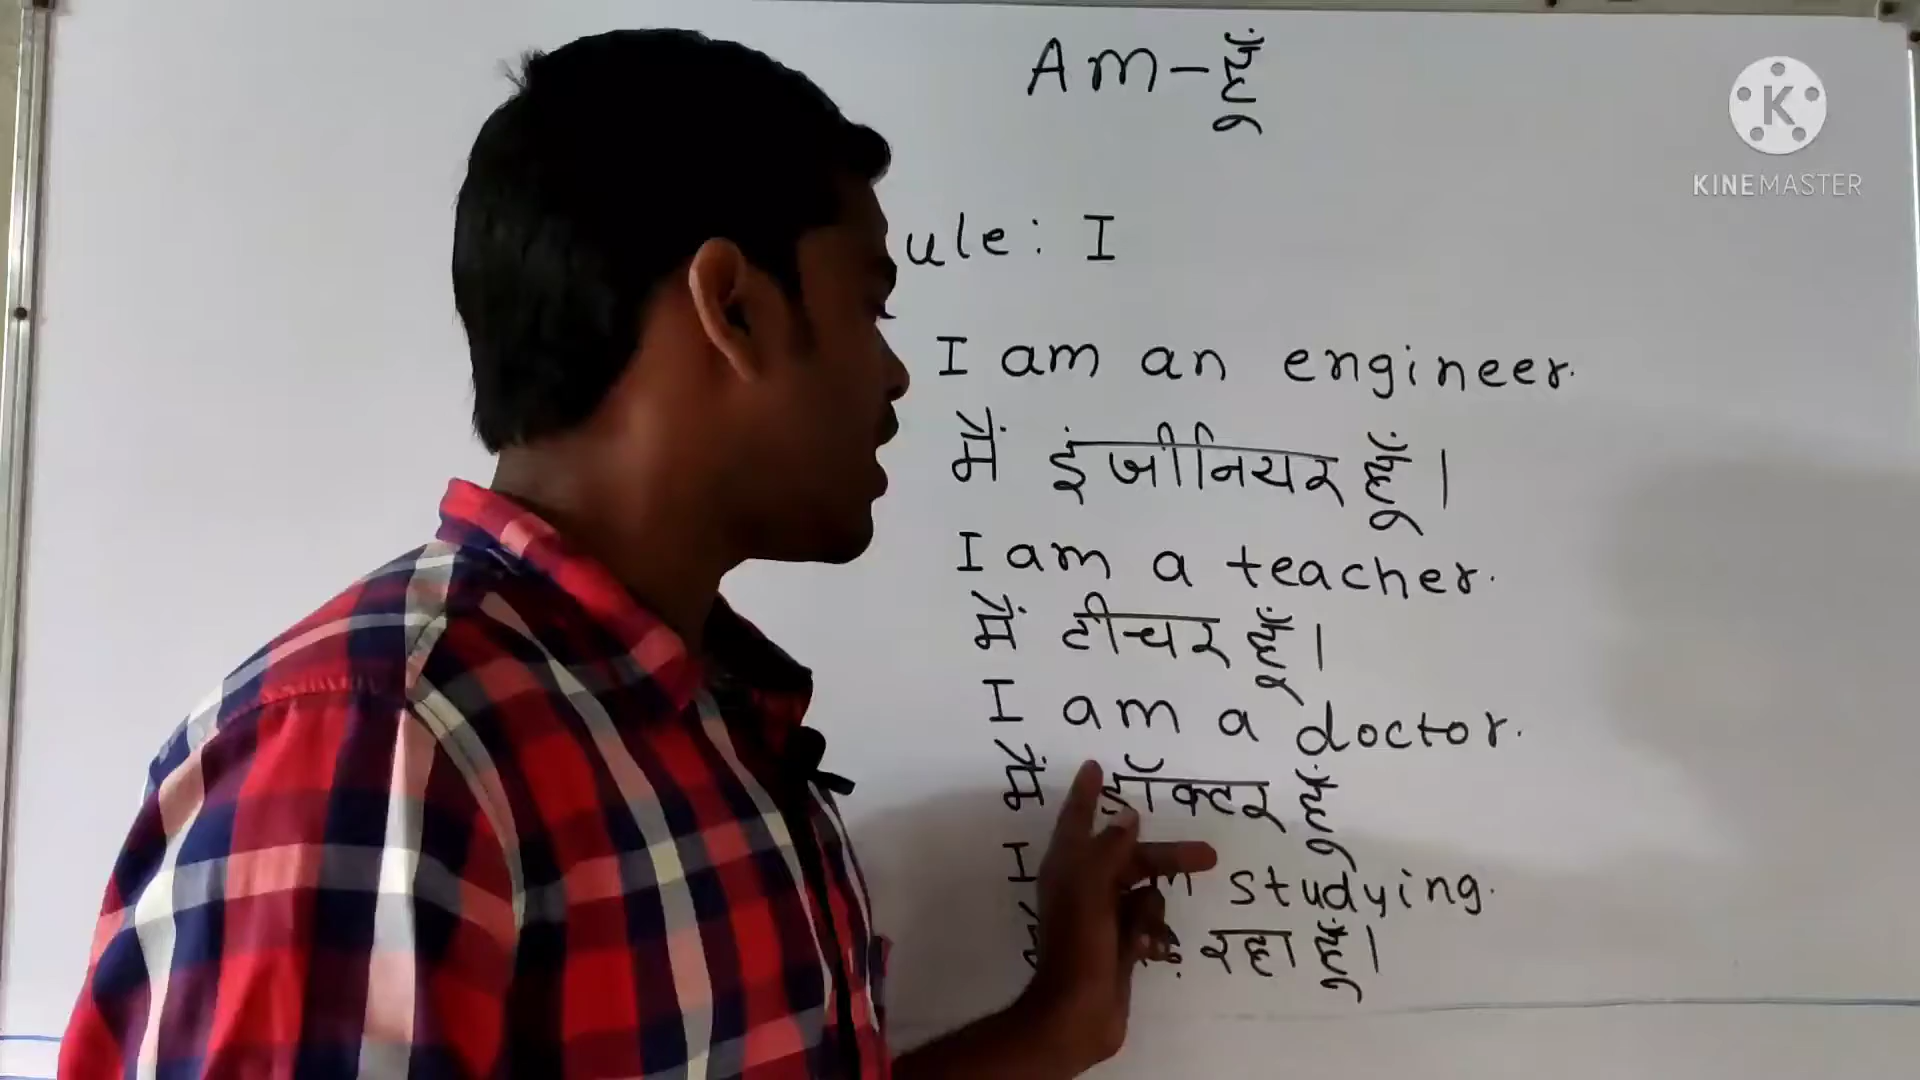 Am - हूँ
KINEMASTER
ule: I
I am an engineer.
मैं इंजीनियर हूँ।
I am a teacher.
मैं टीचर हूँ।
I am a doctor.
मैं डॉक्टर हूँ
I studying.
रहा हूँ।